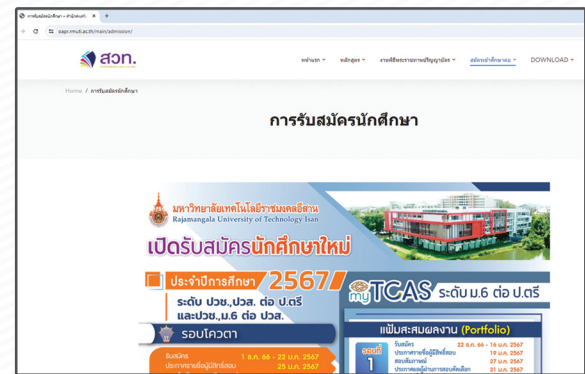 การรับสมัครนักศึกษา – สำนักส่งเ
oapr.rmuti.ac.th/main/admission/
สวท.
หน้าแรก
หลักสูตร
งานพิธีพระราชทานปริญญาบัตร
สมัครเข้าศึกษาต่อ
DOWNLOAD
Home / การรับสมัครนักศึกษา
การรับสมัครนักศึกษา
มหาวิทยาลัยเทคโนโลยีราชมงคลอีสาน
Rajamangala University of Technology Isan
เปิดรับสมัครนักศึกษาใหม่
ประจำปีการศึกษา 2567
ระดับ ปวช.,ปวส. ต่อ ป.ตรี
และปวช.,ม.6 ต่อ ปวส.
รอบโควตา
รับสมัคร 1 ธ.ค. 66 - 22 ม.ค. 2567
ประกาศรายชื่อผู้มีสิทธิ์สอบ 25 ม.ค. 2567
myTCAS ระดับ ม.6 ต่อ ป.ตรี
แฟ้มสะสมผลงาน (Portfolio)
รอบที่ 1
รับสมัคร 22 ธ.ค. 66 - 16 ม.ค. 2567
ประกาศรายชื่อผู้มีสิทธิ์สอบ 19 ม.ค. 2567
สอบสัมภาษณ์ 27 ม.ค. 2567
ประกาศผลผู้ผ่านการสอบคัดเลือก 31 ม.ค. 2567